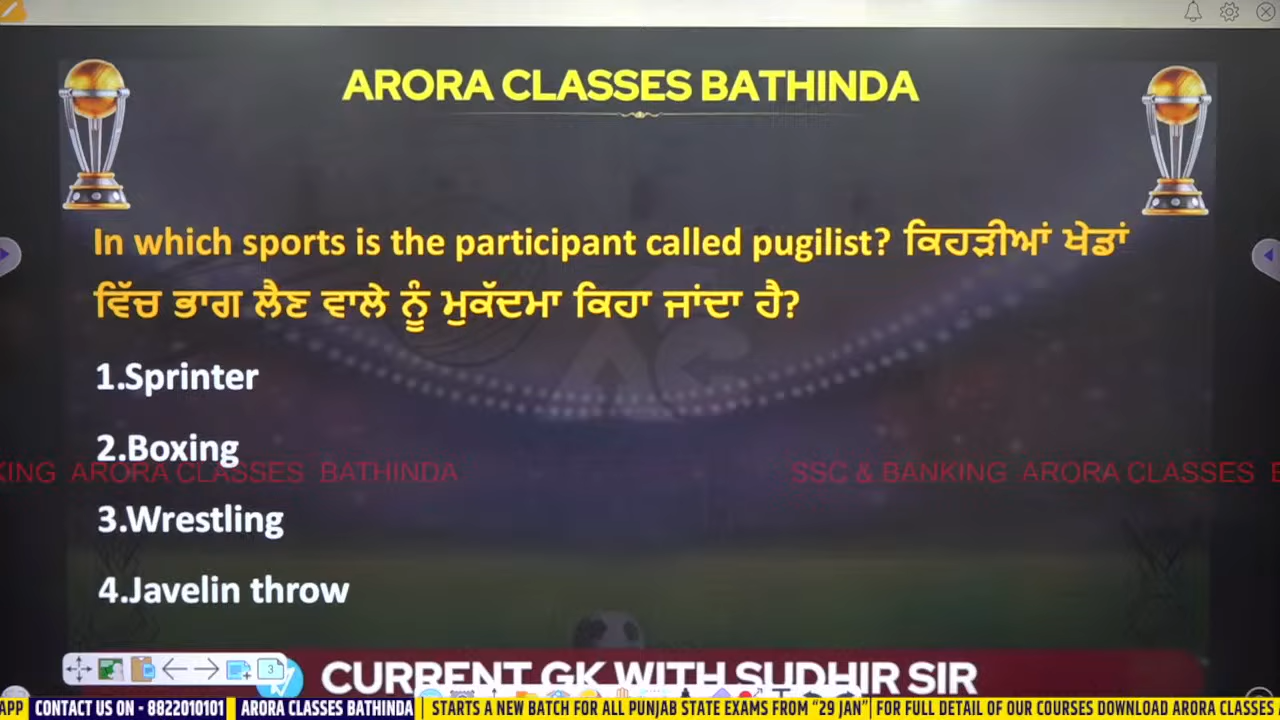 ARORA CLASSES BATHINDA
In which sports is the participant called pugilist? ਕਿਹੜੀਆਂ ਖੇਡਾਂ
ਵਿੱਚ ਭਾਗ ਲੈਣ ਵਾਲੇ ਨੂੰ ਮੁਕੱਦਮਾ ਕਿਹਾ ਜਾਂਦਾ ਹੈ?
1.Sprinter
2.Boxing
KING ARORA CLASSES BATHINDA SSC & BANKING ARORA CLASSES B
3.Wrestling
4.Javelin throw
3
CURRENT GK WITH SUDHIR SIR
APP CONTACT US ON - 8822010101 ARORA CLASSES BATHINDA STARTS A NEW BATCH FOR ALL PUNJAB STATE EXAMS FROM “29 JAN” FOR FULL DETAIL OF OUR COURSES DOWNLOAD ARORA CLASSES